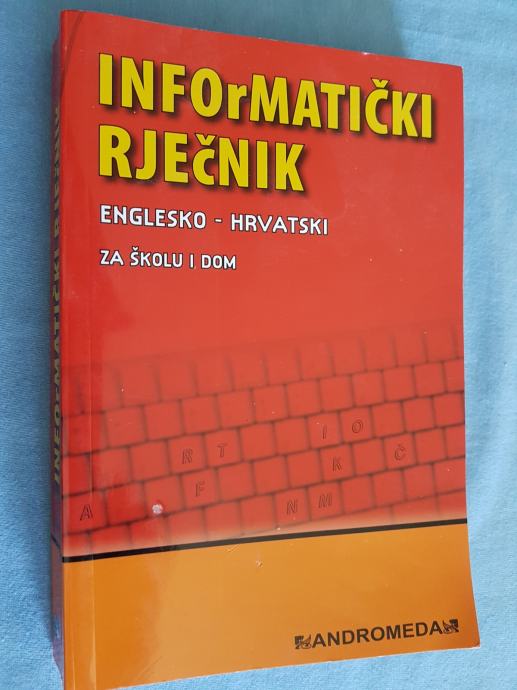 INFOrMATIČKI
RJEČNIK
ENGLESKO - HRVATSKI
ZA ŠKOLU I DOM
R T I O
A F K Č
N M
ANDROMEDA
INFOrMATIČKI RJEČNIK